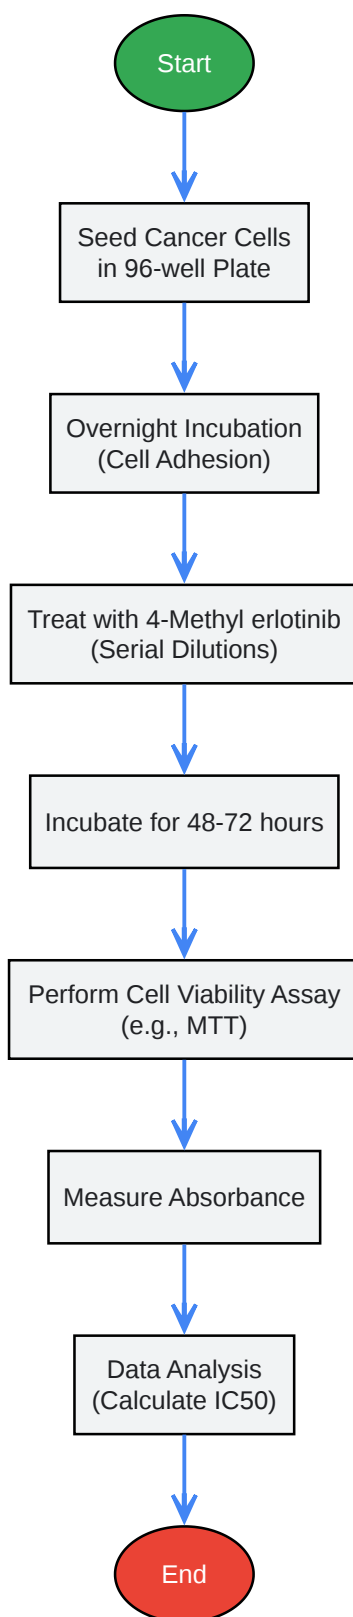 Start
Seed Cancer Cells
in 96-well Plate
Overnight Incubation
(Cell Adhesion)
Treat with 4-Methyl erlotinib
(Serial Dilutions)
Incubate for 48-72 hours
Perform Cell Viability Assay
(e.g., MTT)
Measure Absorbance
Data Analysis
(Calculate IC50)
End